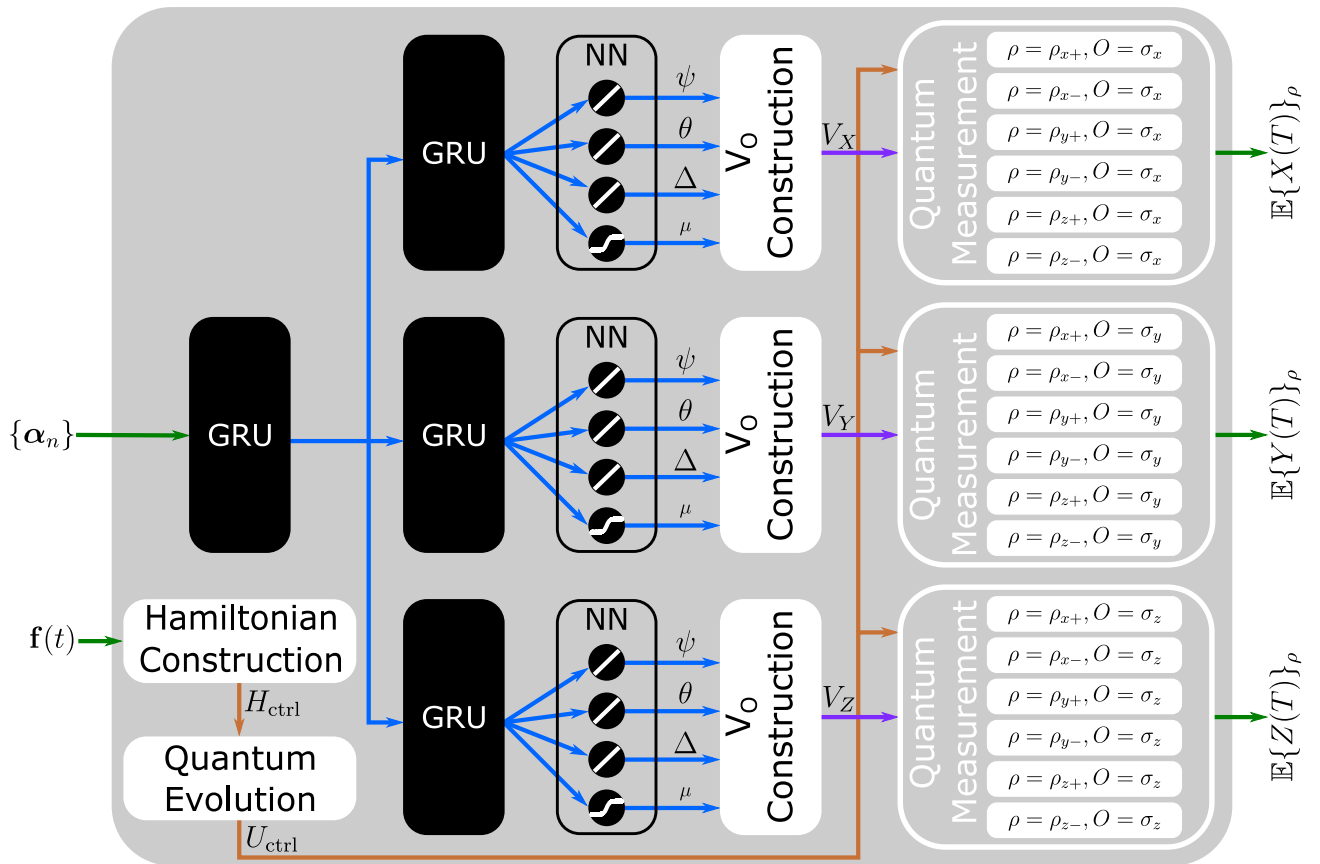 {α_n}
f(t)
GRU
Hamiltonian
Construction
H_ctrl
Quantum
Evolution
U_ctrl
GRU
NN
ψ
θ
Δ
μ
V_O
Construction
V_X
Quantum
Measurement
ρ = ρ_{x+}, O = σ_x
ρ = ρ_{x−}, O = σ_x
ρ = ρ_{y+}, O = σ_x
ρ = ρ_{y−}, O = σ_x
ρ = ρ_{z+}, O = σ_x
ρ = ρ_{z−}, O = σ_x
𝔼{X(T)}_ρ
GRU
NN
ψ
θ
Δ
μ
V_O
Construction
V_Y
Quantum
Measurement
ρ = ρ_{x+}, O = σ_y
ρ = ρ_{x−}, O = σ_y
ρ = ρ_{y+}, O = σ_y
ρ = ρ_{y−}, O = σ_y
ρ = ρ_{z+}, O = σ_y
ρ = ρ_{z−}, O = σ_y
𝔼{Y(T)}_ρ
GRU
NN
ψ
θ
Δ
μ
V_O
Construction
V_Z
Quantum
Measurement
ρ = ρ_{x+}, O = σ_z
ρ = ρ_{x−}, O = σ_z
ρ = ρ_{y+}, O = σ_z
ρ = ρ_{y−}, O = σ_z
ρ = ρ_{z+}, O = σ_z
ρ = ρ_{z−}, O = σ_z
𝔼{Z(T)}_ρ